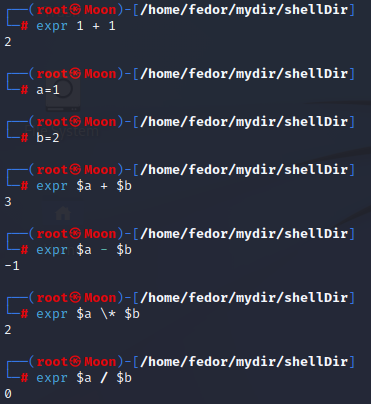 ┌──(root㉿Moon)-[/home/fedor/mydir/shellDir]
└─# expr 1 + 1
2
┌──(root㉿Moon)-[/home/fedor/mydir/shellDir]
└─# a=1
┌──(root㉿Moon)-[/home/fedor/mydir/shellDir]
└─# b=2
┌──(root㉿Moon)-[/home/fedor/mydir/shellDir]
└─# expr $a + $b
3
┌──(root㉿Moon)-[/home/fedor/mydir/shellDir]
└─# expr $a - $b
-1
┌──(root㉿Moon)-[/home/fedor/mydir/shellDir]
└─# expr $a \* $b
2
┌──(root㉿Moon)-[/home/fedor/mydir/shellDir]
└─# expr $a / $b
0